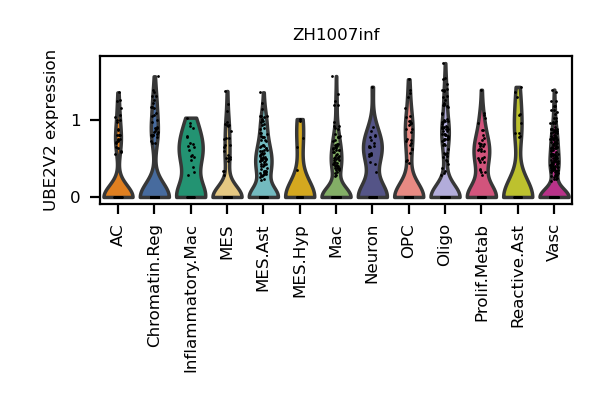 ZH1007inf
UBE2V2 expression
1
0
AC
Chromatin.Reg
Inflammatory.Mac
MES
MES.Ast
MES.Hyp
Mac
Neuron
OPC
Oligo
Prolif.Metab
Reactive.Ast
Vasc